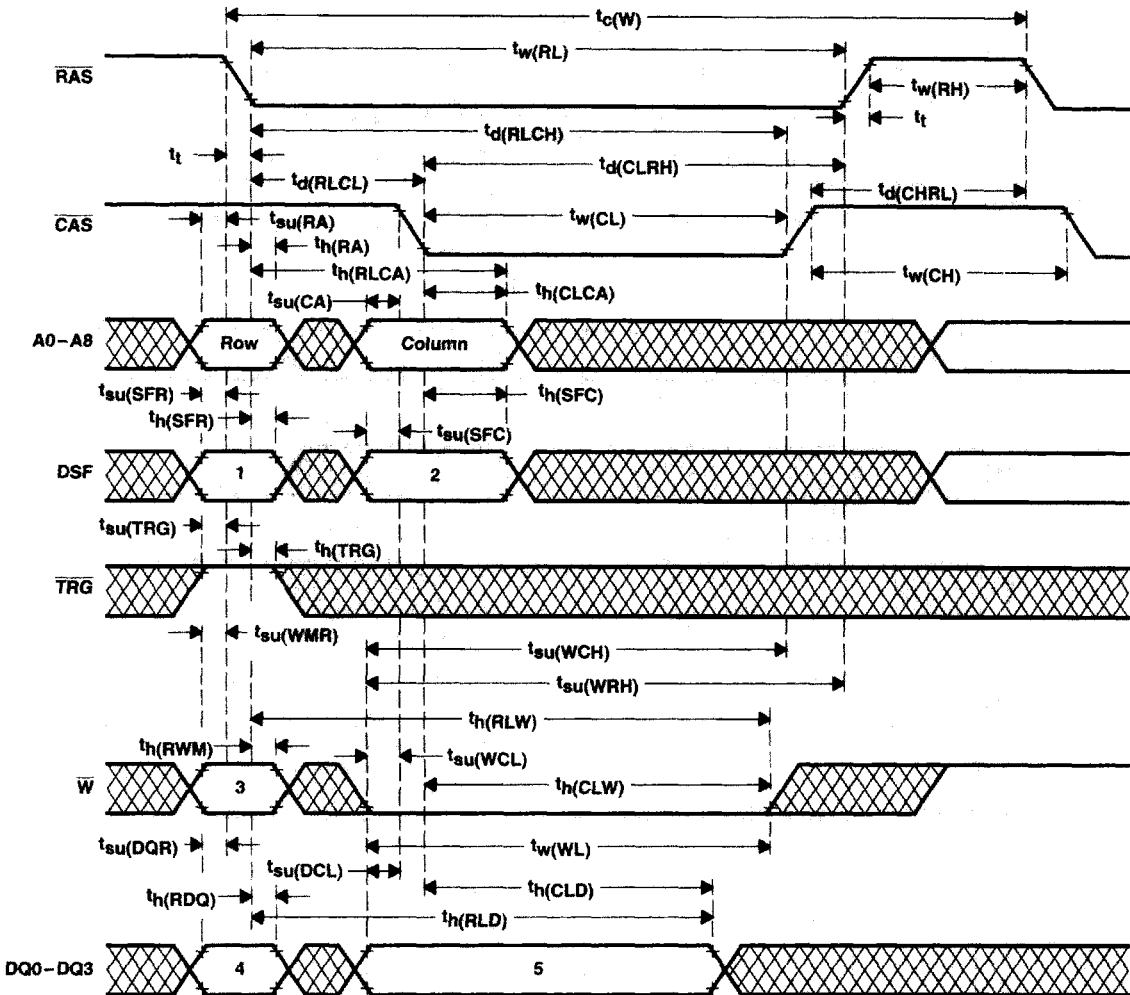 tc(W)
tw(RL)
RAS
tw(RH)
tt
td(RLCH)
tt
td(CLRH)
td(RLCL)
td(CHRL)
CAS
tsu(RA)
tw(CL)
th(RA)
th(RLCA)
tw(CH)
tsu(CA)
th(CLCA)
A0–A8
Row
Column
tsu(SFR)
th(SFC)
th(SFR)
tsu(SFC)
DSF
1
2
tsu(TRG)
th(TRG)
TRG
tsu(WMR)
tsu(WCH)
tsu(WRH)
th(RLW)
th(RWM)
tsu(WCL)
W
3
th(CLW)
tsu(DQR)
tw(WL)
tsu(DCL)
th(CLD)
th(RDQ)
th(RLD)
DQ0–DQ3
4
5